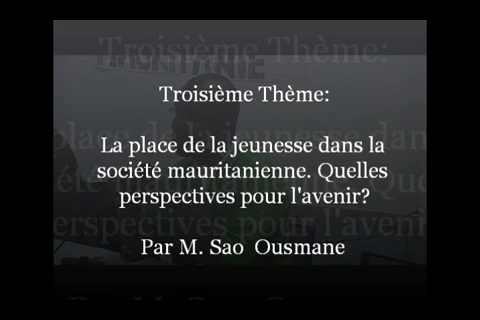 Troisième Thème:
La place de la jeunesse dans la
société mauritanienne. Quelles
perspectives pour l'avenir?
Par M. Sao Ousmane